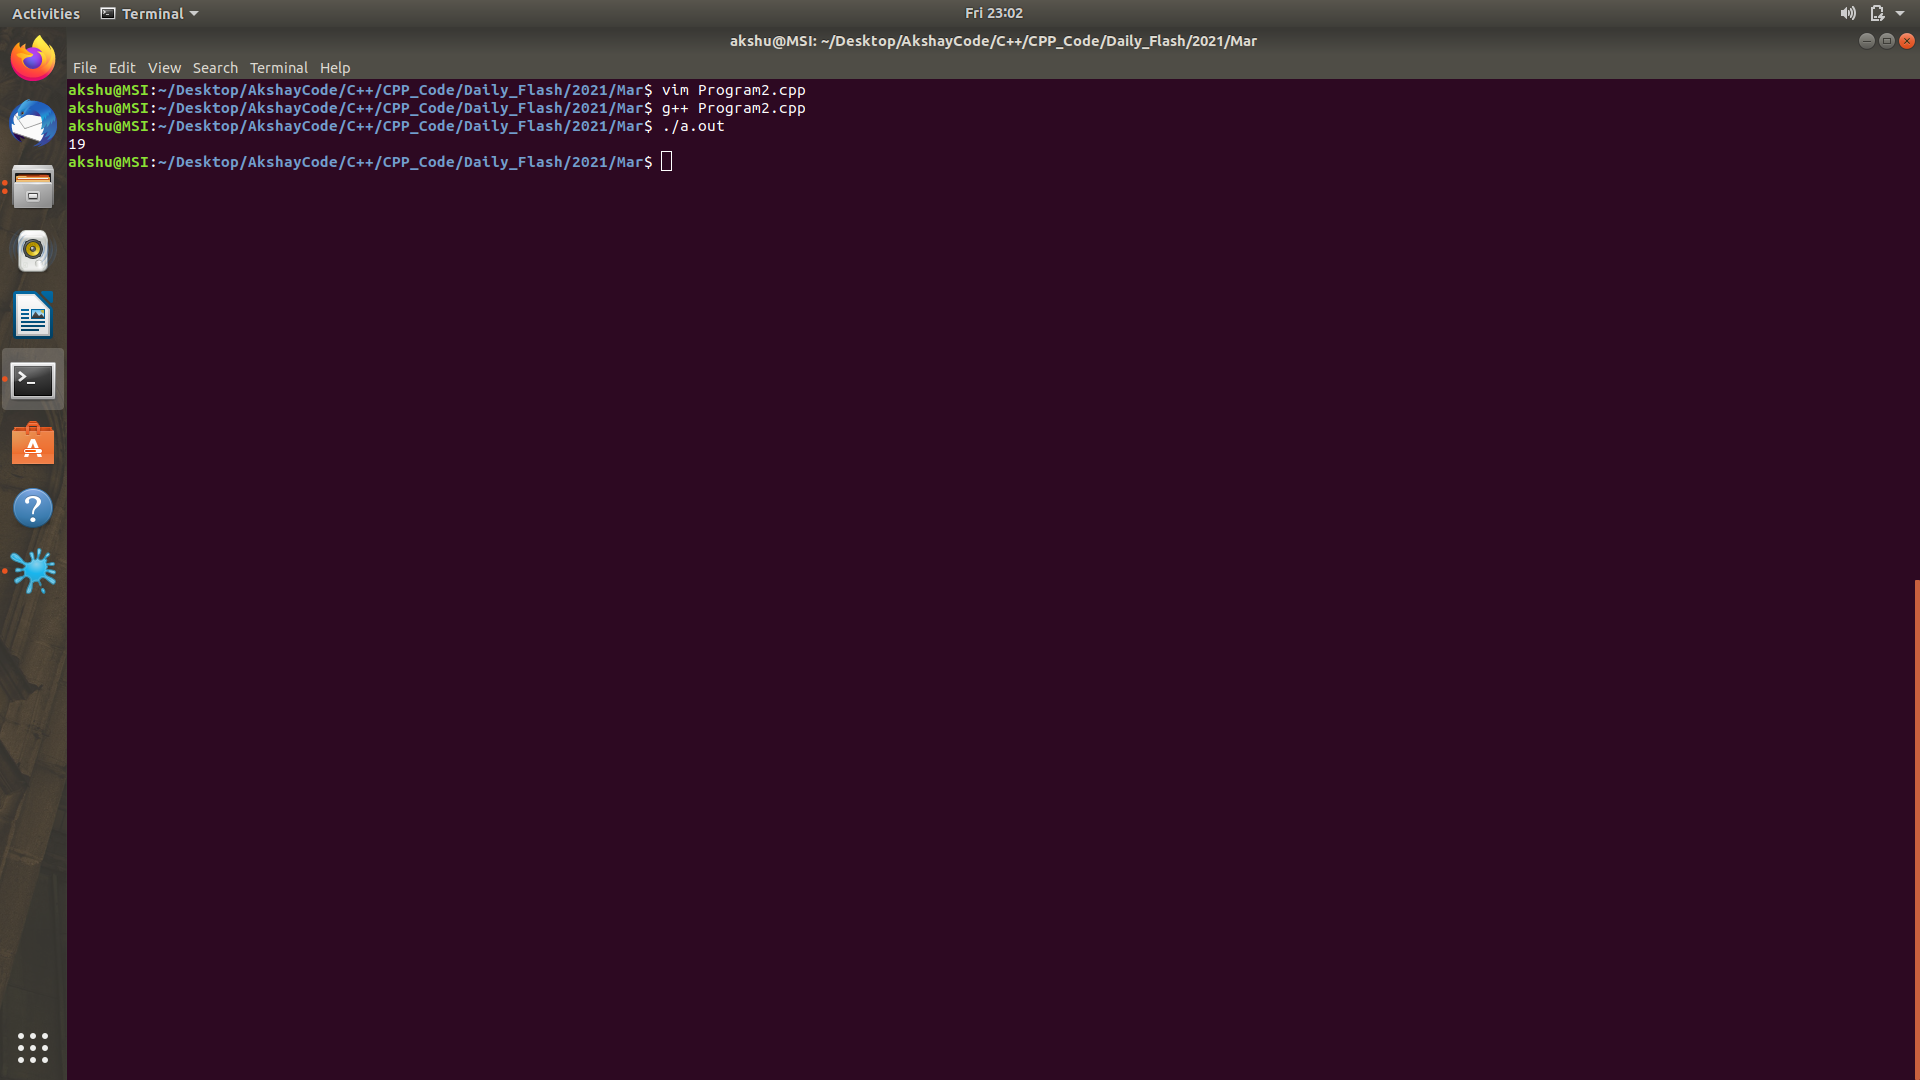 Activities Terminal Fri 23:02
akshu@MSI: ~/Desktop/AkshayCode/C++/CPP_Code/Daily_Flash/2021/Mar
File Edit View Search Terminal Help
akshu@MSI:~/Desktop/AkshayCode/C++/CPP_Code/Daily_Flash/2021/Mar$ vim Program2.cpp
akshu@MSI:~/Desktop/AkshayCode/C++/CPP_Code/Daily_Flash/2021/Mar$ g++ Program2.cpp
akshu@MSI:~/Desktop/AkshayCode/C++/CPP_Code/Daily_Flash/2021/Mar$ ./a.out
19
akshu@MSI:~/Desktop/AkshayCode/C++/CPP_Code/Daily_Flash/2021/Mar$